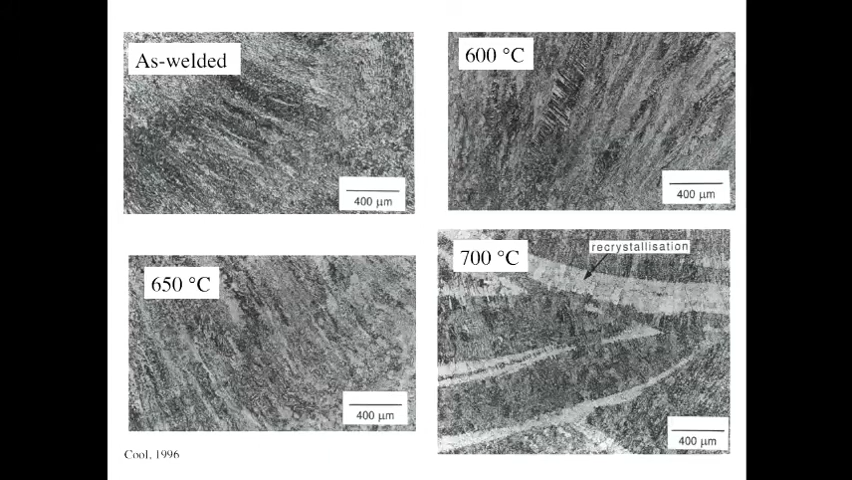 As-welded
400 µm
600 °C
400 µm
650 °C
400 µm
700 °C
recrystallisation
400 µm
Cool, 1996